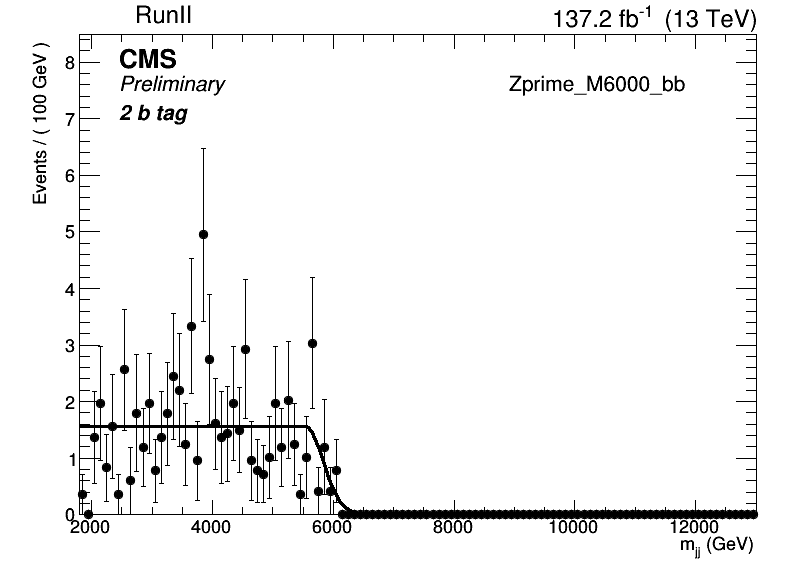 RunII
137.2 fb⁻¹ (13 TeV)
CMS
Preliminary
2 b tag
Zprime_M6000_bb
Events / ( 100 GeV )
8
7
6
5
4
3
2
1
0
2000 4000 6000 8000 10000 12000
m_jj (GeV)